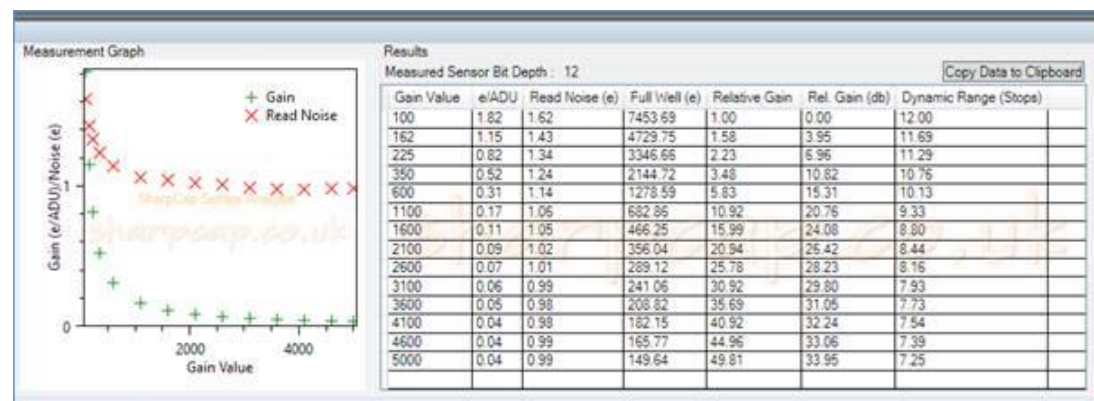 Measurement Graph
+ Gain
× Read Noise
Gain (e/ADU)/Noise (e)
1
0
2000 4000
Gain Value
SharpCap Sensor Analysis
sharpcap.co.uk
Results
Measured Sensor Bit Depth : 12
Copy Data to Clipboard
Gain Value e/ADU Read Noise (e) Full Well (e) Relative Gain Rel. Gain (db) Dynamic Range (Stops)
100 1.82 1.62 7453.69 1.00 0.00 12.00
162 1.15 1.43 4729.75 1.58 3.95 11.69
225 0.82 1.34 3346.66 2.23 6.96 11.29
350 0.52 1.24 2144.72 3.48 10.82 10.76
600 0.31 1.14 1278.59 5.83 15.31 10.13
1100 0.17 1.06 682.86 10.92 20.76 9.33
1600 0.11 1.05 466.25 15.99 24.08 8.80
2100 0.09 1.02 356.04 20.94 26.42 8.44
2600 0.07 1.01 289.12 25.78 28.23 8.16
3100 0.06 0.99 241.06 30.92 29.80 7.93
3600 0.05 0.98 208.82 35.69 31.05 7.73
4100 0.04 0.98 182.15 40.92 32.24 7.54
4600 0.04 0.99 165.77 44.96 33.06 7.39
5000 0.04 0.99 149.64 49.81 33.95 7.25
sharpcap.co.uk